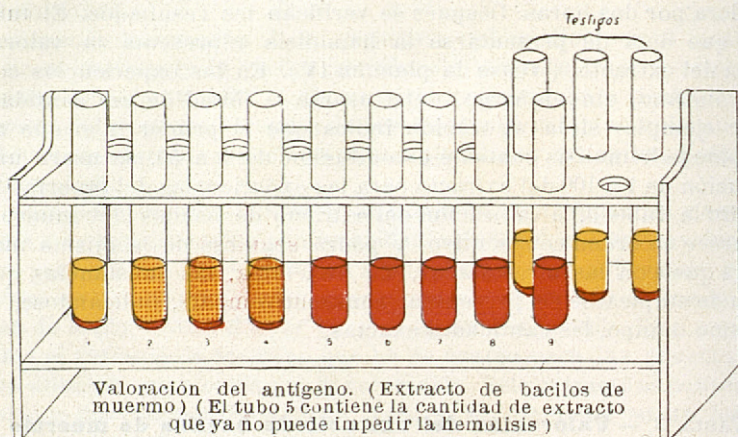 Testigos
1 2 3 4 5 6 7 8 9
Valoración del antígeno. (Extracto de bacilos de
muermo) (El tubo 5 contiene la cantidad de extracto
que ya no puede impedir la hemolisis)